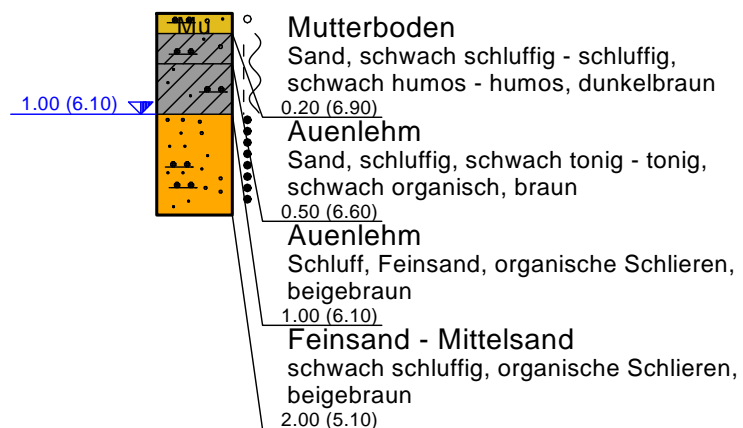 Mu
Mutterboden
Sand, schwach schluffig - schluffig,
schwach humos - humos, dunkelbraun
0.20 (6.90)
1.00 (6.10)
Auenlehm
Sand, schluffig, schwach tonig - tonig,
schwach organisch, braun
0.50 (6.60)
Auenlehm
Schluff, Feinsand, organische Schlieren,
beigebraun
1.00 (6.10)
Feinsand - Mittelsand
schwach schluffig, organische Schlieren,
beigebraun
2.00 (5.10)